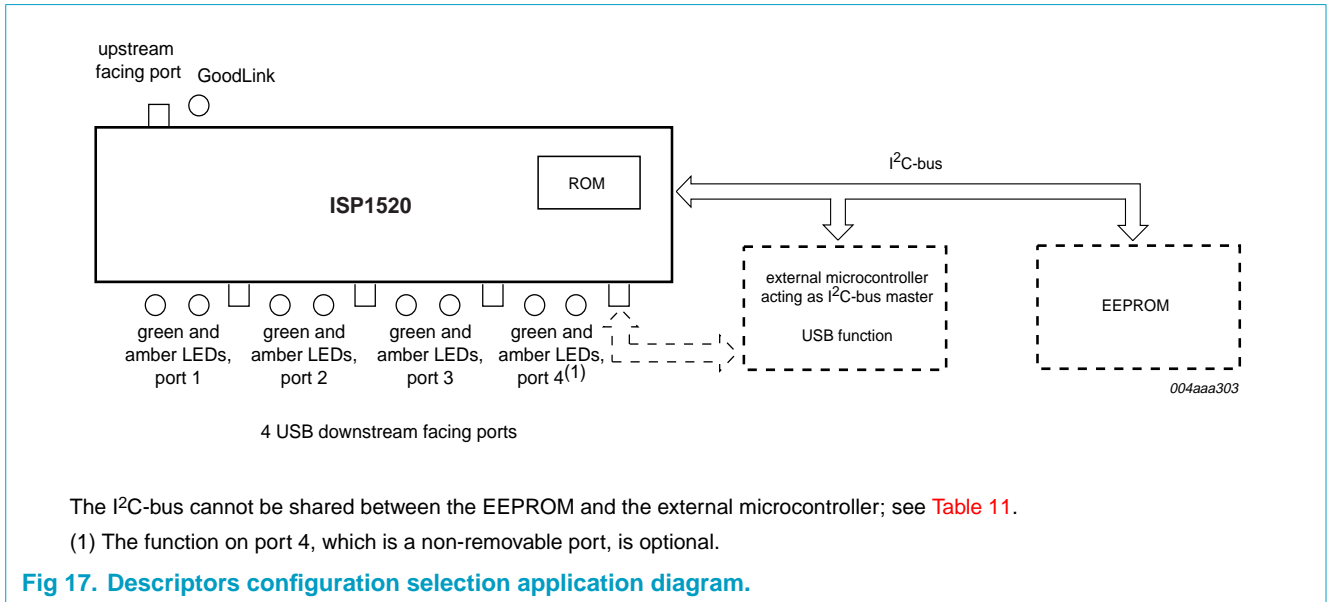 upstream
facing port
GoodLink
ROM
ISP1520
I2C-bus
external microcontroller
acting as I2C-bus master
USB function
EEPROM
green and
amber LEDs,
port 1
green and
amber LEDs,
port 2
green and
amber LEDs,
port 3
green and
amber LEDs,
port 4(1)
004aaa303
4 USB downstream facing ports
The I2C-bus cannot be shared between the EEPROM and the external microcontroller; see Table 11.
(1) The function on port 4, which is a non-removable port, is optional.
Fig 17. Descriptors configuration selection application diagram.